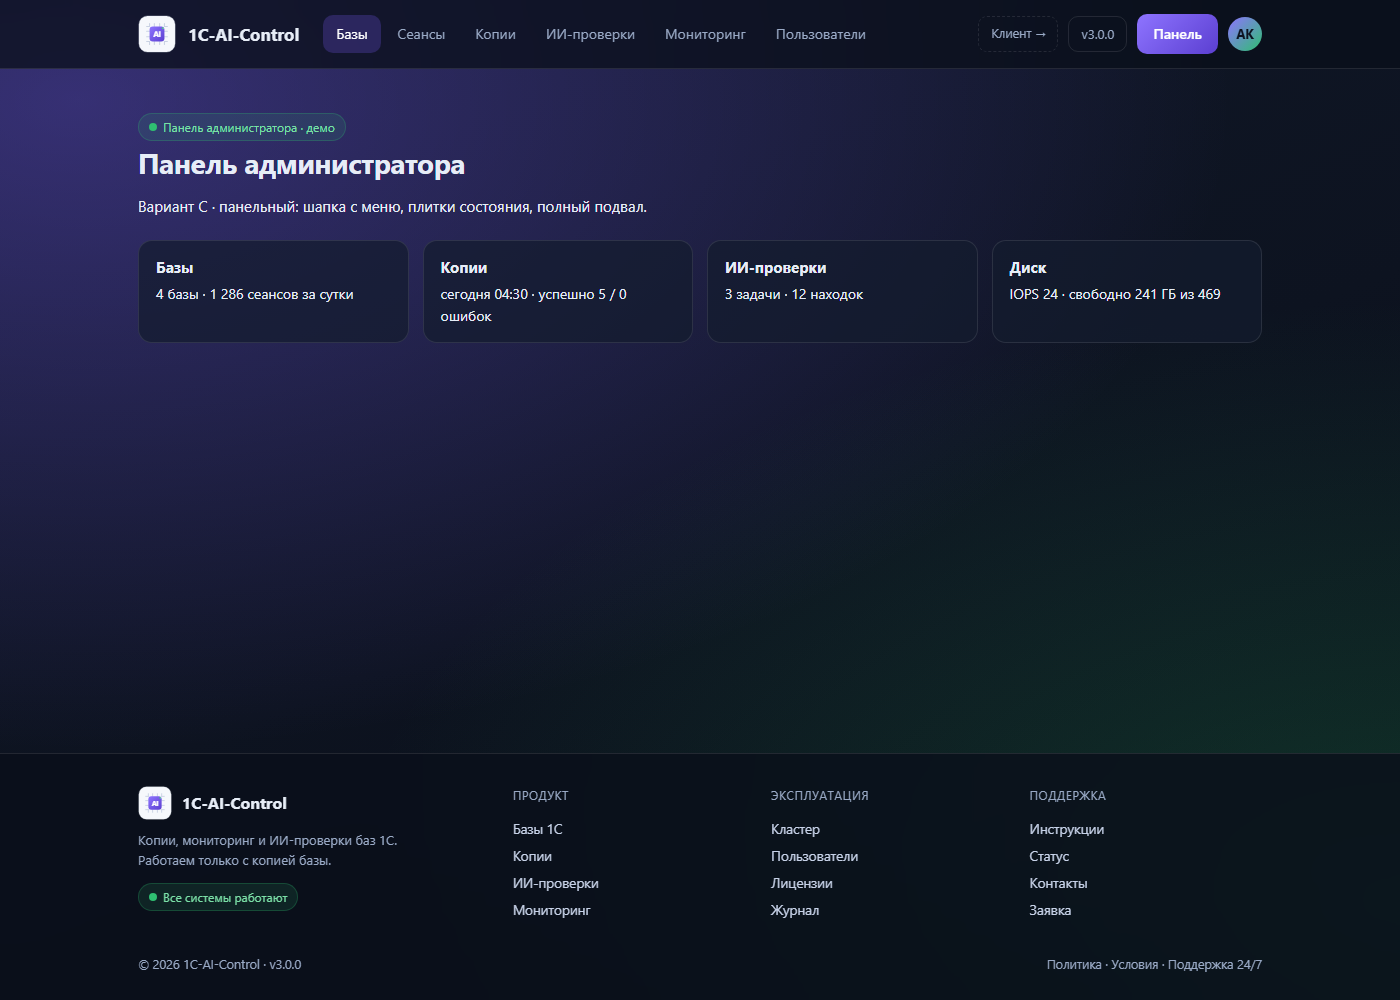 AI 1C-AI-Control Базы Сеансы Копии ИИ-проверки Мониторинг Пользователи Клиент → v3.0.0 Панель AK
Панель администратора · демо
Панель администратора
Вариант C · панельный: шапка с меню, плитки состояния, полный подвал.
Базы
4 базы · 1 286 сеансов за сутки
Копии
сегодня 04:30 · успешно 5 / 0
ошибок
ИИ-проверки
3 задачи · 12 находок
Диск
IOPS 24 · свободно 241 ГБ из 469
AI 1C-AI-Control
Копии, мониторинг и ИИ-проверки баз 1С.
Работаем только с копией базы.
Все системы работают
ПРОДУКТ
Базы 1С
Копии
ИИ-проверки
Мониторинг
ЭКСПЛУАТАЦИЯ
Кластер
Пользователи
Лицензии
Журнал
ПОДДЕРЖКА
Инструкции
Статус
Контакты
Заявка
© 2026 1C-AI-Control · v3.0.0
Политика · Условия · Поддержка 24/7